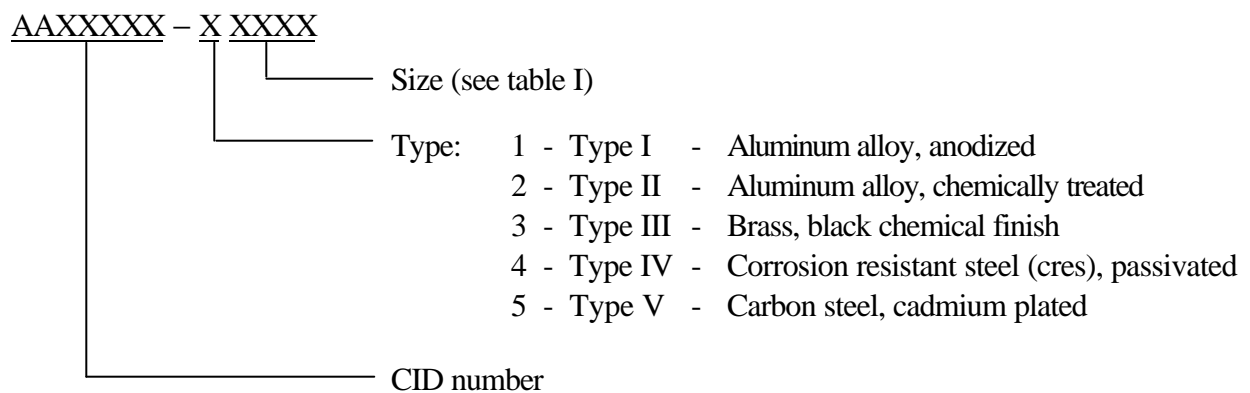 AAXXXXX – X XXXX
Size (see table I)
Type: 1 - Type I - Aluminum alloy, anodized
2 - Type II - Aluminum alloy, chemically treated
3 - Type III - Brass, black chemical finish
4 - Type IV - Corrosion resistant steel (cres), passivated
5 - Type V - Carbon steel, cadmium plated
CID number